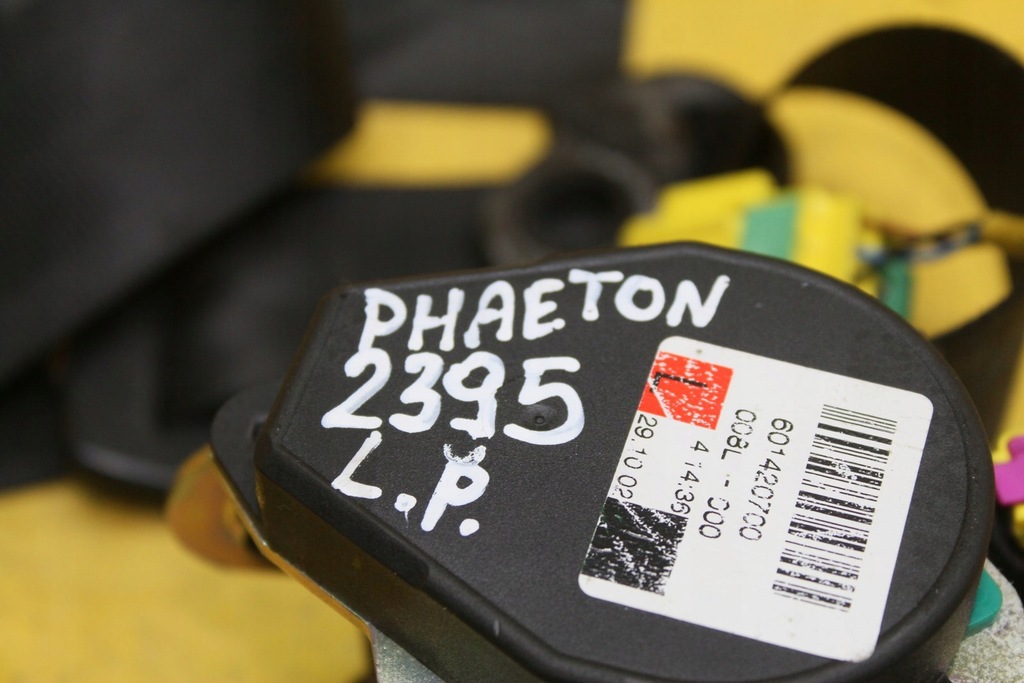 PHAETON
2395
L.P.
L
601420700
008L - 000
4 14:36
29.10.02